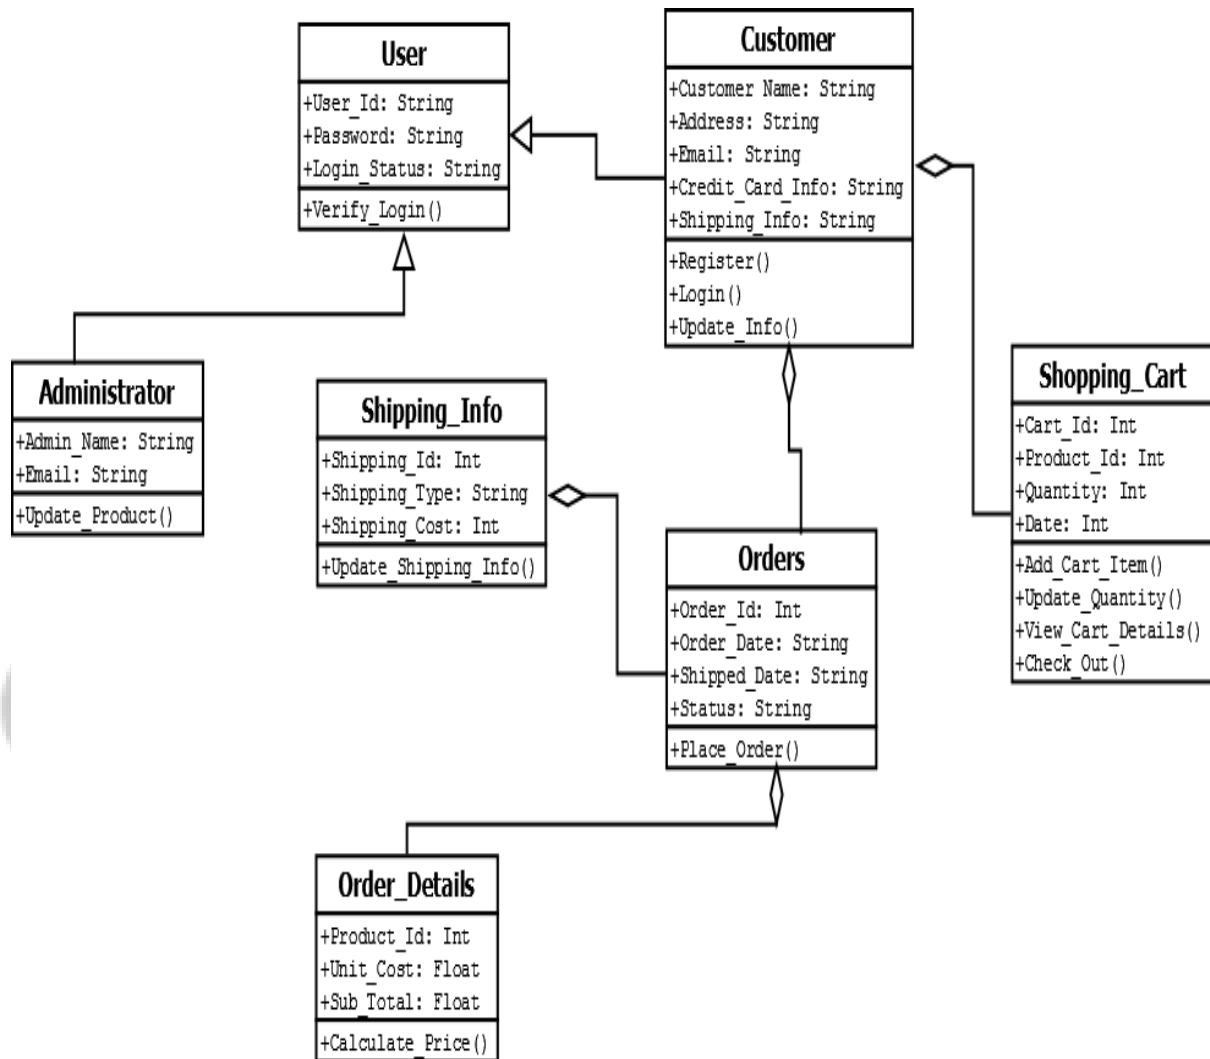 User
+User_Id: String
+Password: String
+Login_Status: String
+Verify_Login()
Customer
+Customer Name: String
+Address: String
+Email: String
+Credit_Card_Info: String
+Shipping_Info: String
+Register()
+Login()
+Update_Info()
Administrator
+Admin_Name: String
+Email: String
+Update_Product()
Shipping_Info
+Shipping_Id: Int
+Shipping_Type: String
+Shipping_Cost: Int
+Update_Shipping_Info()
Shopping_Cart
+Cart_Id: Int
+Product_Id: Int
+Quantity: Int
+Date: Int
+Add_Cart_Item()
+Update_Quantity()
+View_Cart_Details()
+Check_Out()
Orders
+Order_Id: Int
+Order_Date: String
+Shipped_Date: String
+Status: String
+Place_Order()
Order_Details
+Product_Id: Int
+Unit_Cost: Float
+Sub_Total: Float
+Calculate_Price()